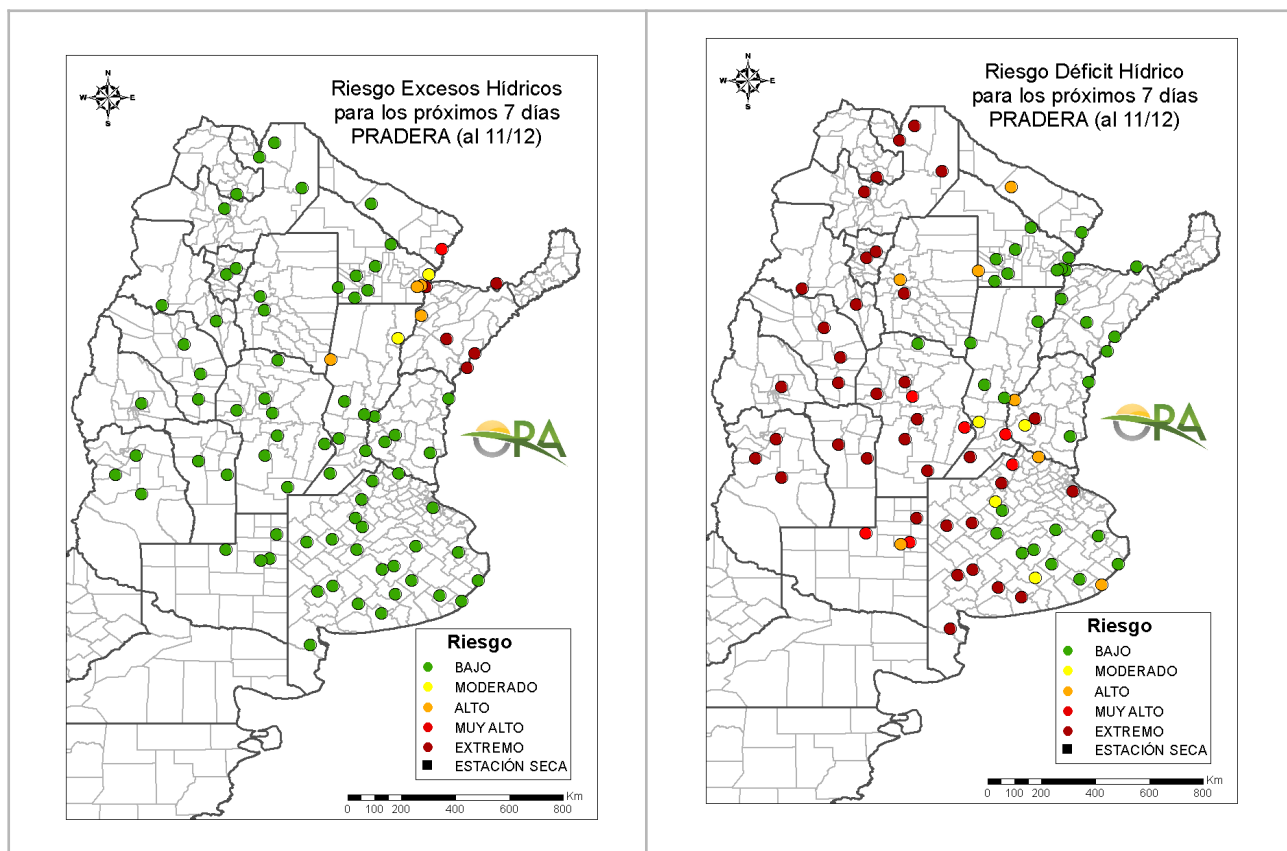 N
W
E
S
Riesgo Excesos Hídricos
para los próximos 7 días
PRADERA (al 11/12)
ORA
Riesgo
BAJO
MODERADO
ALTO
MUY ALTO
EXTREMO
ESTACIÓN SECA
Km
0 100 200 400 600 800
N
W
E
S
Riesgo Déficit Hídrico
para los próximos 7 días
PRADERA (al 11/12)
ORA
Riesgo
BAJO
MODERADO
ALTO
MUY ALTO
EXTREMO
ESTACIÓN SECA
Km
0 100 200 400 600 800